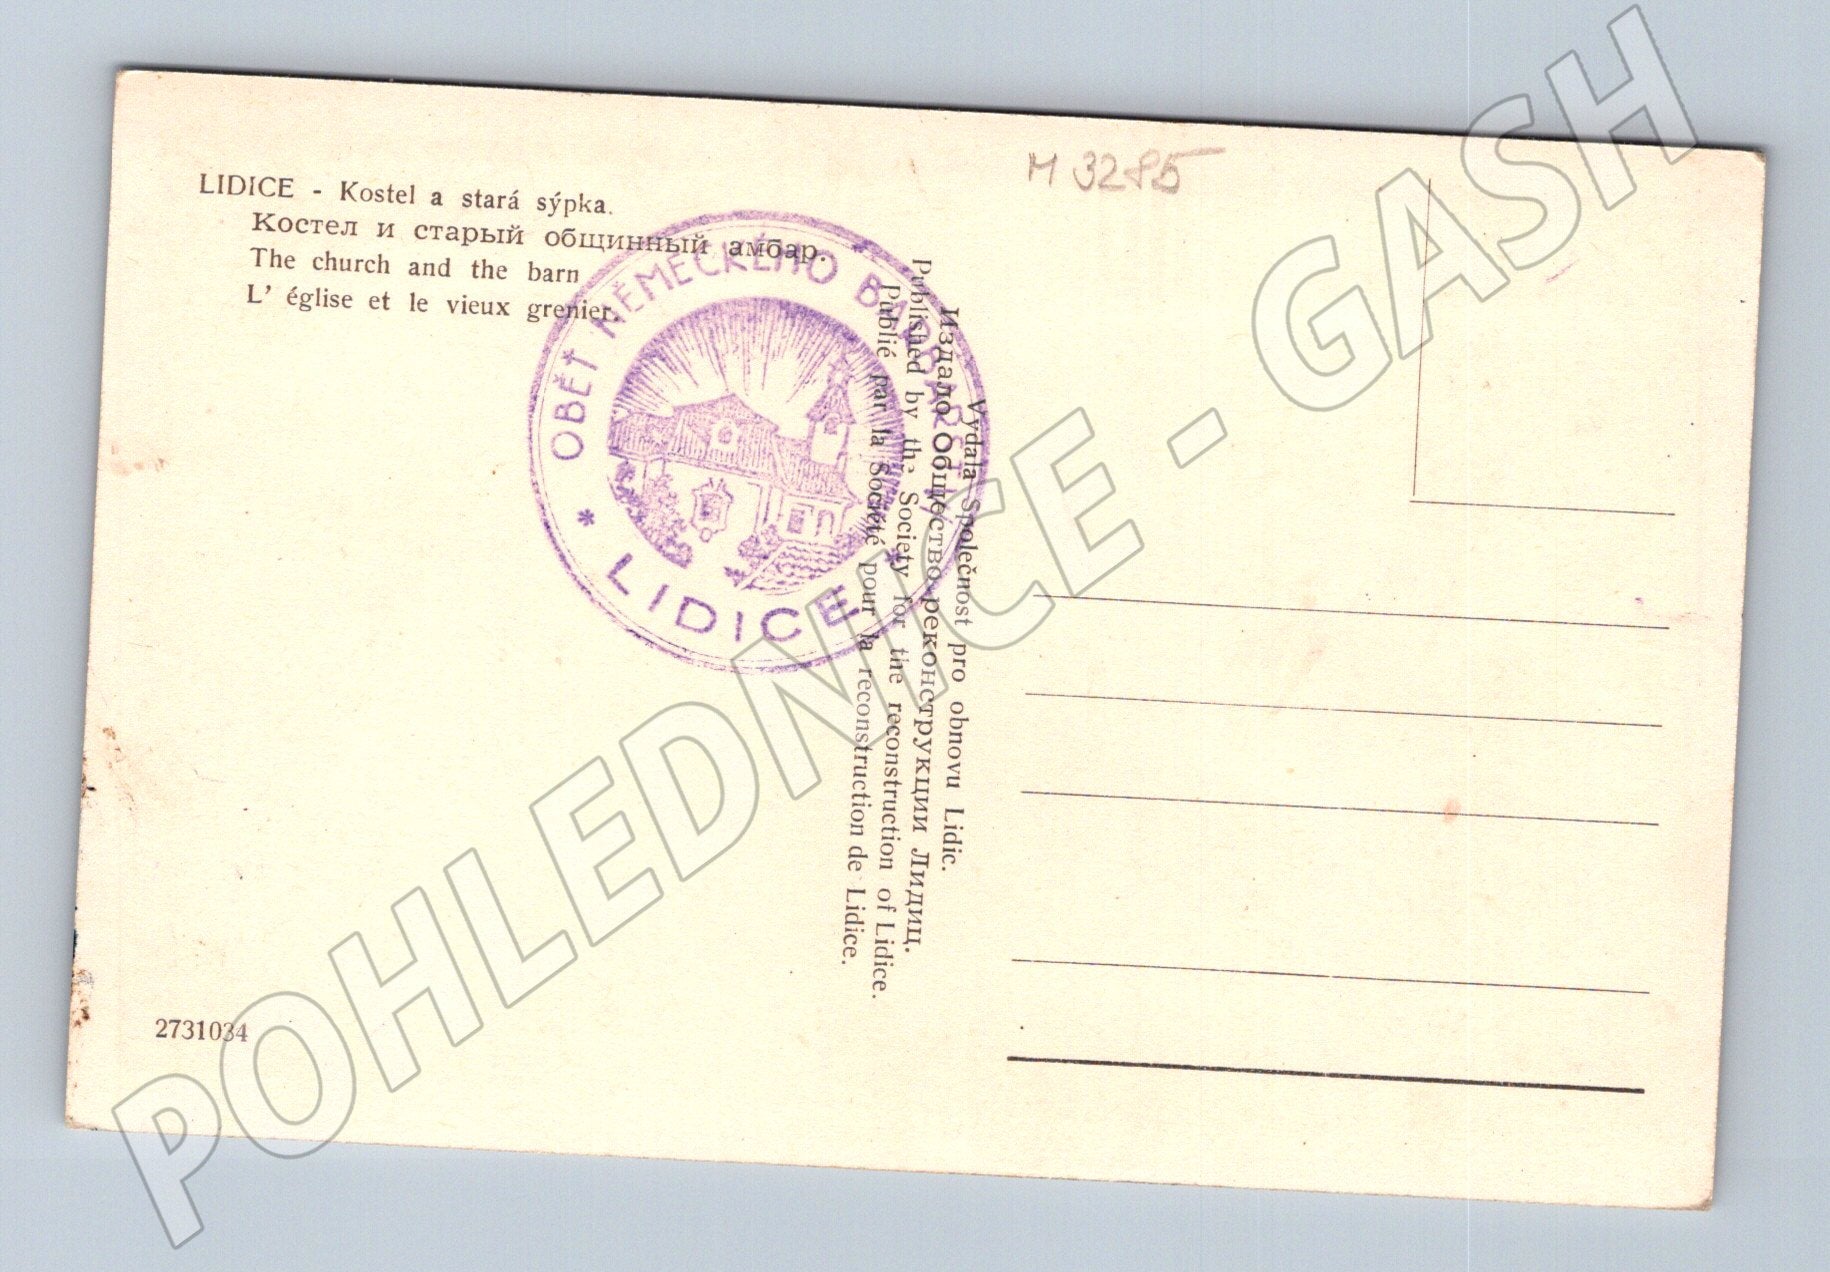 LIDICE - Kostel a stará sýpka.
Костел и старый общинный амбар.
The church and the barn
L' église et le vieux grenier.
M 3285
OBĚŤ NĚMECKÉHO BARBARSTVÍ
* LIDICE *
Vydala Společnost pro obnovu Lidic.
Издало Общество реконструкции Лидиц.
Published by the Society for the reconstruction of Lidice.
Publié par la Société pour la reconstruction de Lidice.
2731034
POHLEDNICE - GASH